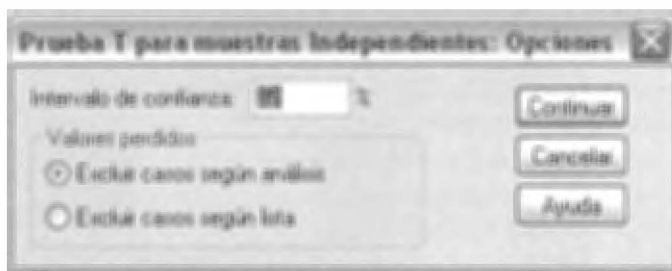 Prueba T para muestras Independientes: Opciones
Intervalo de confianza: %
Valores perdidos
Excluir casos según análisis
Excluir casos según lista
Continuar
Cancelar
Ayuda